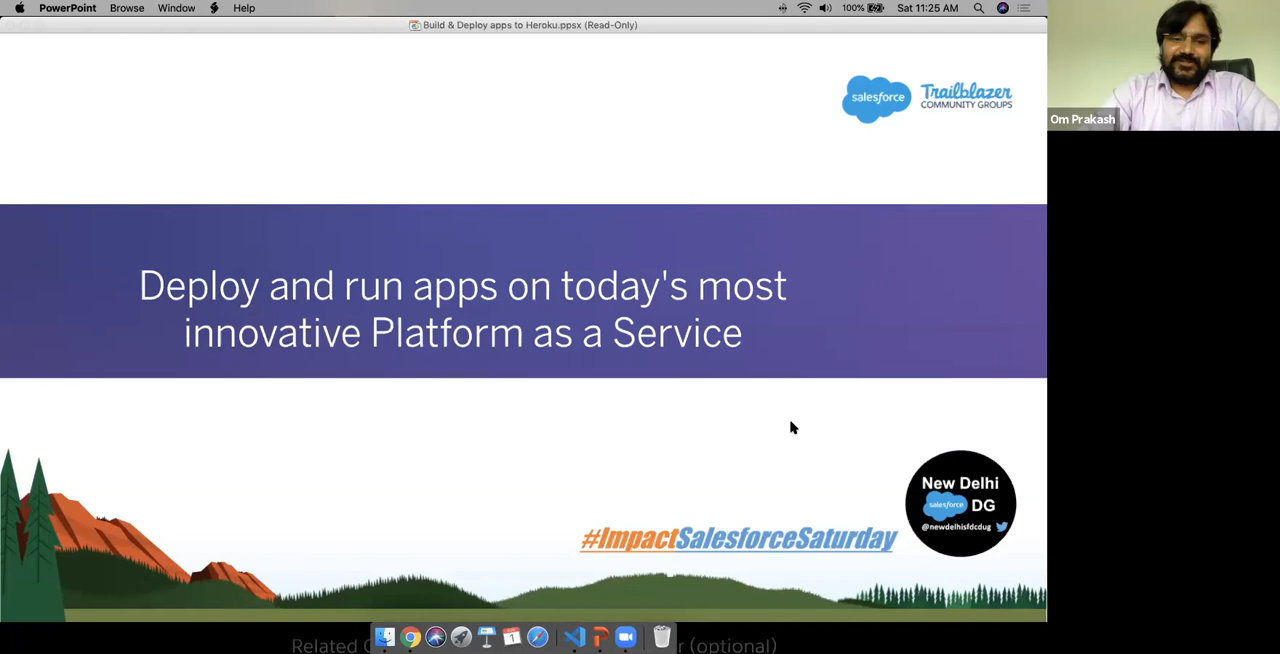 PowerPoint Browse Window Help 100% Sat 11:25 AM
Build & Deploy apps to Heroku.ppsx (Read-Only)
salesforce Trailblazer
COMMUNITY GROUPS
Om Prakash
Deploy and run apps on today's most
innovative Platform as a Service
New Delhi
salesforce DG
@newdelhisfdcdug
#ImpactSalesforceSaturday
1
Related
(optional)